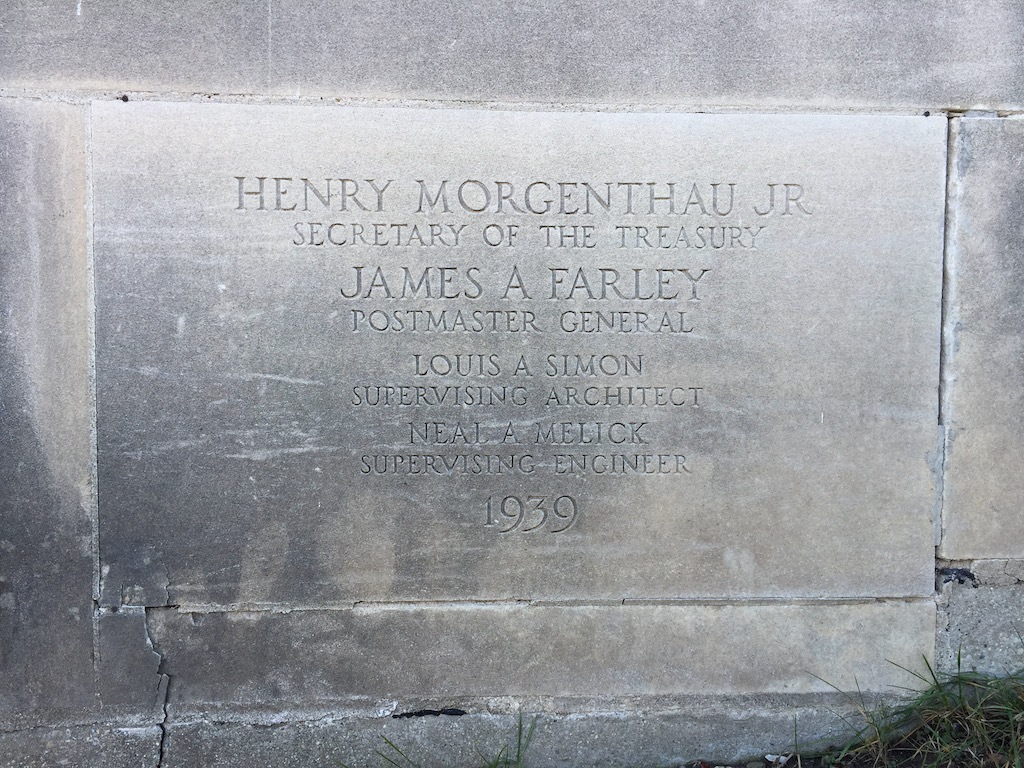 HENRY MORGENTHAU JR
SECRETARY OF THE TREASURY
JAMES A FARLEY
POSTMASTER GENERAL
LOUIS A SIMON
SUPERVISING ARCHITECT
NEAL A MELICK
SUPERVISING ENGINEER
1939